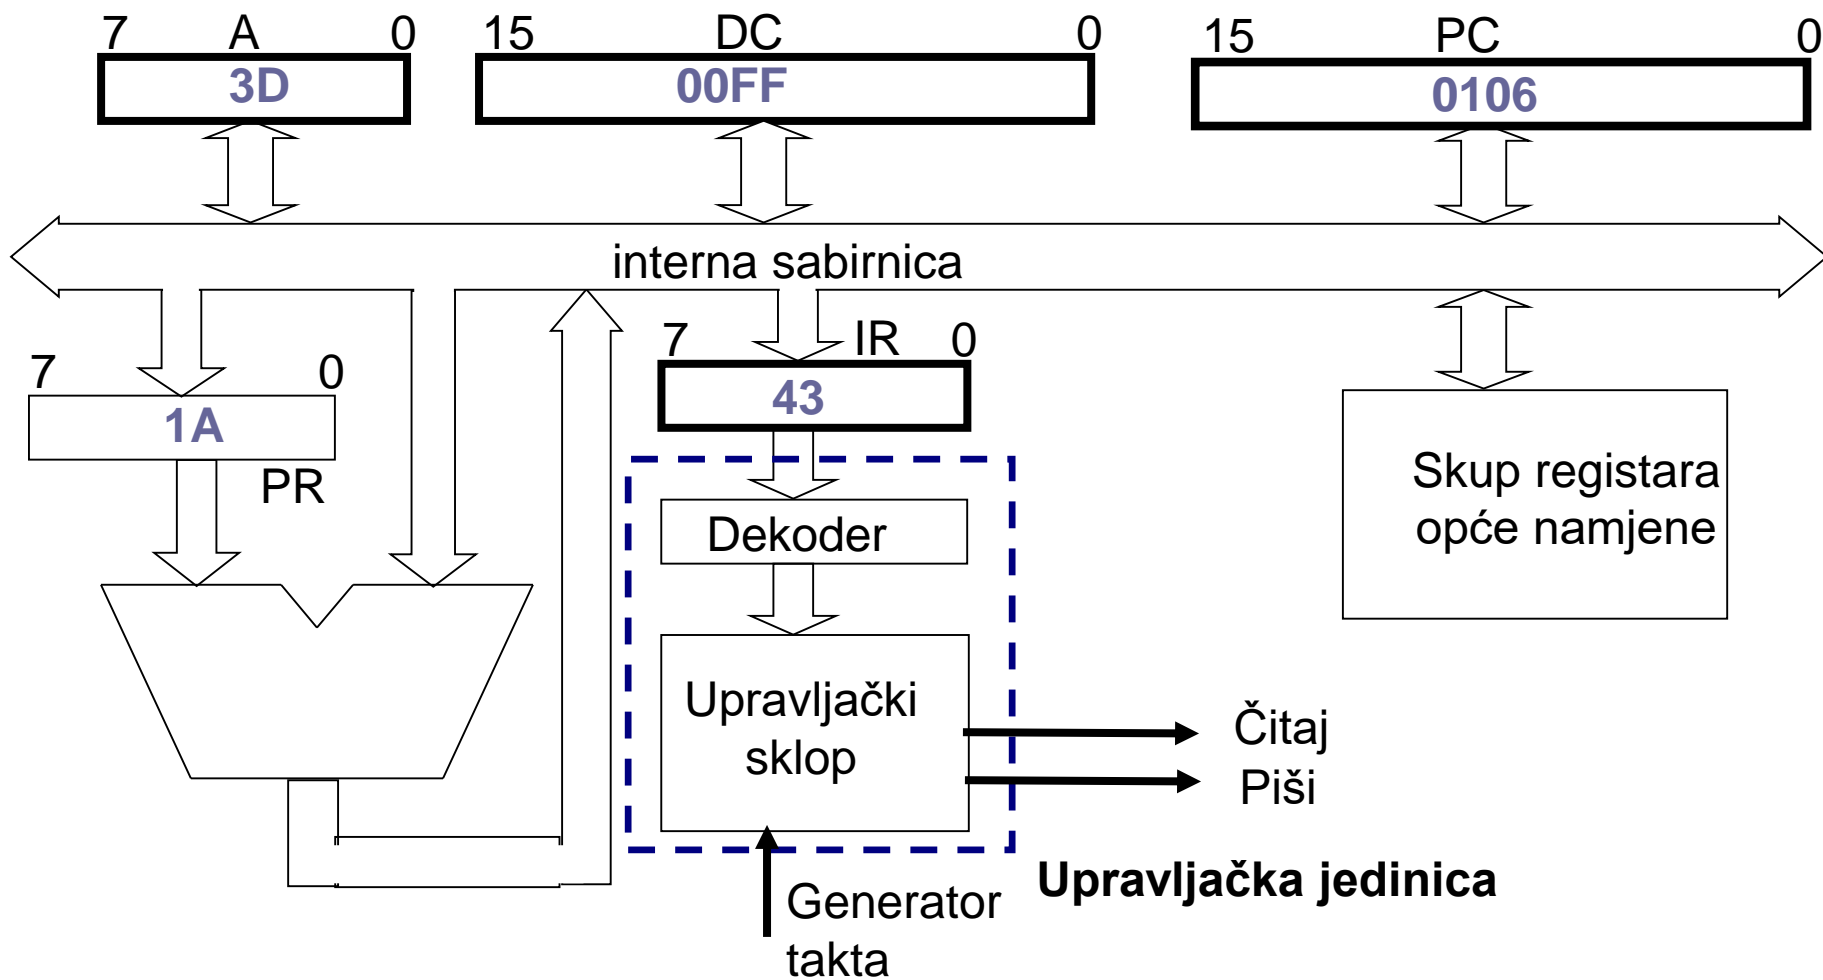 7 A 0
15 DC 0
15 PC 0
3D
00FF
0106
interna sabirnica
7 IR 0
7 0
43
1A
PR
Dekoder
Skup registara
opće namjene
Upravljački
sklop
Čitaj
Piši
Upravljačka jedinica
Generator
takta